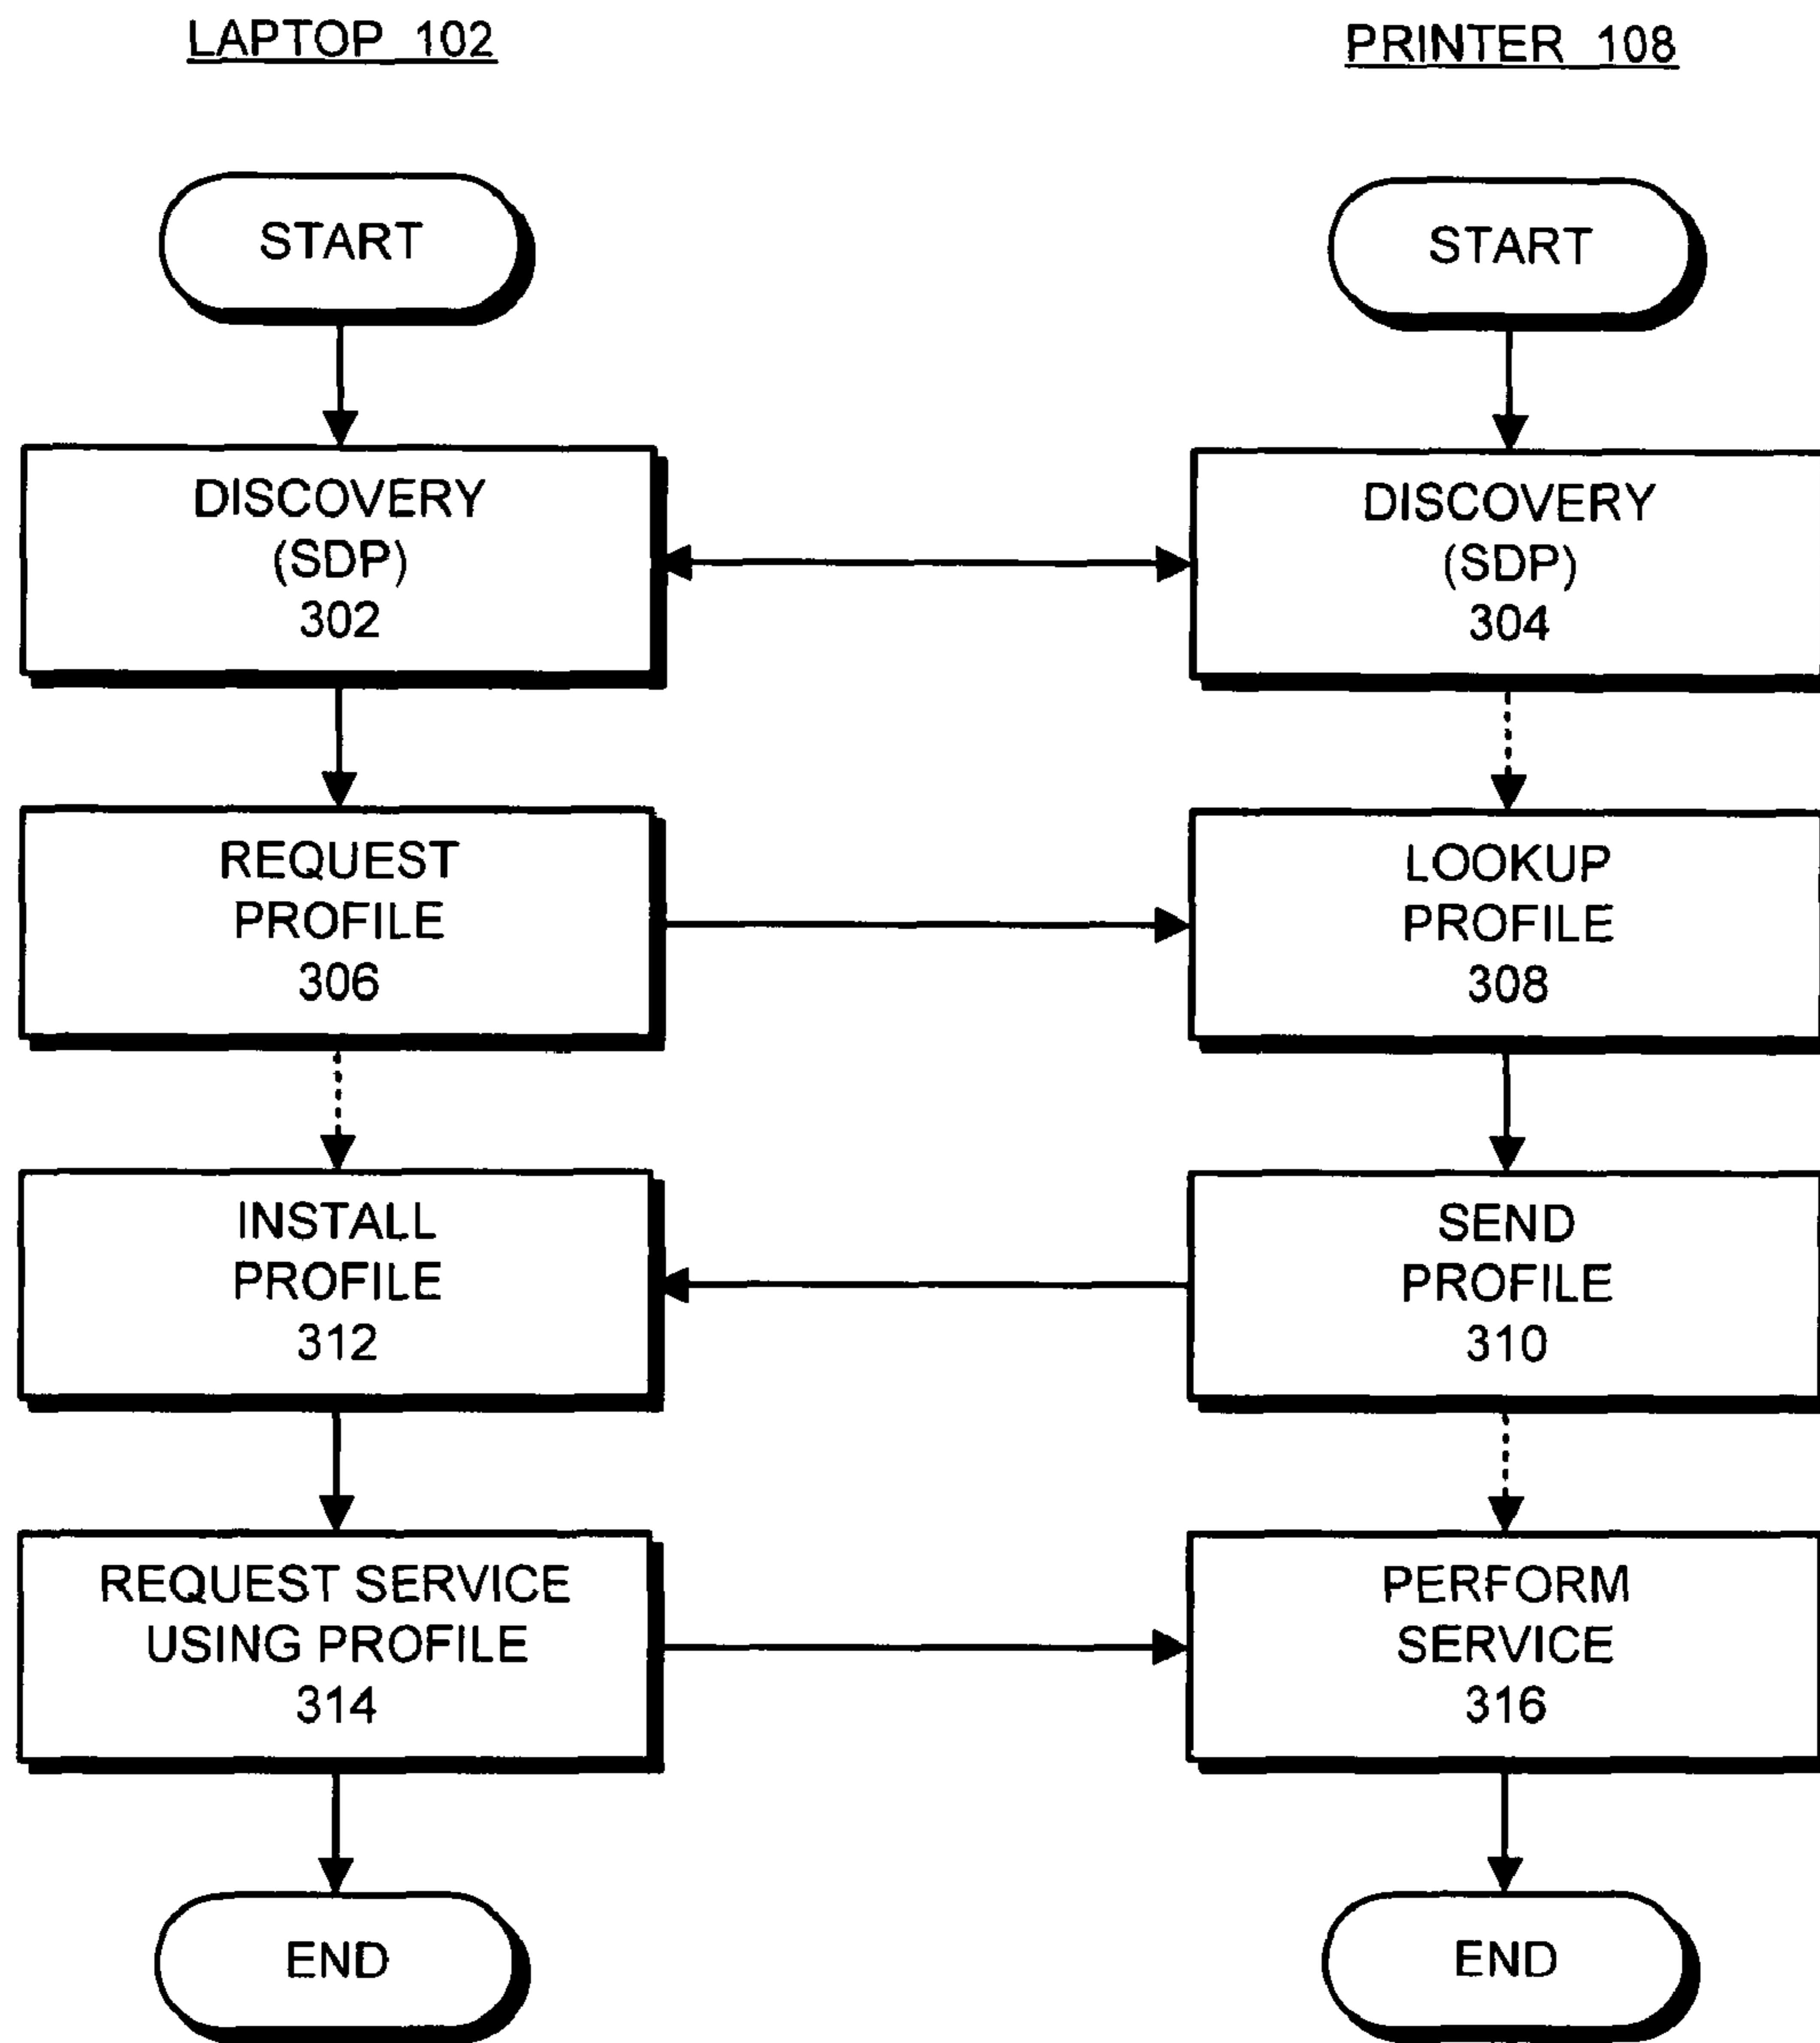 LAPTOP 102
PRINTER 108
START
START
DISCOVERY
(SDP)
302
DISCOVERY
(SDP)
304
REQUEST
PROFILE
306
LOOKUP
PROFILE
308
INSTALL
PROFILE
312
SEND
PROFILE
310
REQUEST SERVICE
USING PROFILE
314
PERFORM
SERVICE
316
END
END